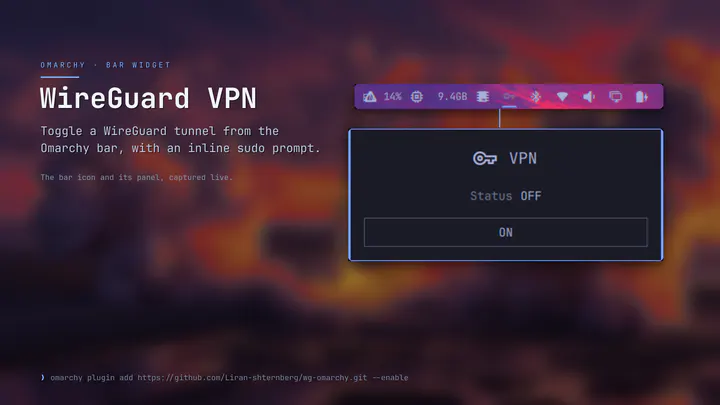 OMARCHY · BAR WIDGET
WireGuard VPN
Toggle a WireGuard tunnel from the
Omarchy bar, with an inline sudo prompt.
The bar icon and its panel, captured live.
14% 9.4GB
VPN
Status OFF
ON
❯ omarchy plugin add https://github.com/Liran-shternberg/wg-omarchy.git --enable